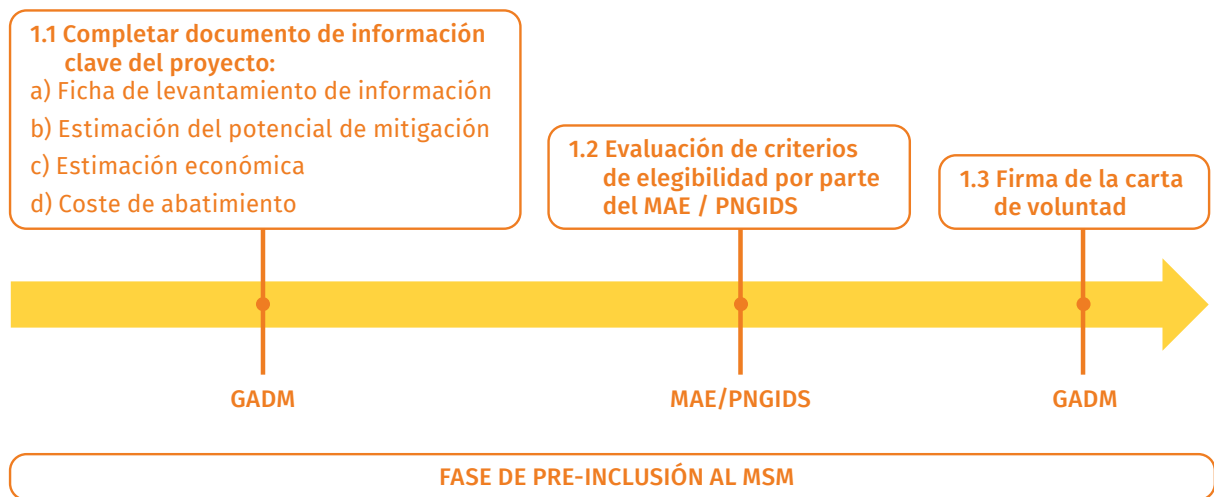 1.1 Completar documento de información
clave del proyecto:
a) Ficha de levantamiento de información
b) Estimación del potencial de mitigación
c) Estimación económica
d) Coste de abatimiento
1.2 Evaluación de criterios
de elegibilidad por parte
del MAE / PNGIDS
1.3 Firma de la carta
de voluntad
GADM
MAE/PNGIDS
GADM
FASE DE PRE-INCLUSIÓN AL MSM